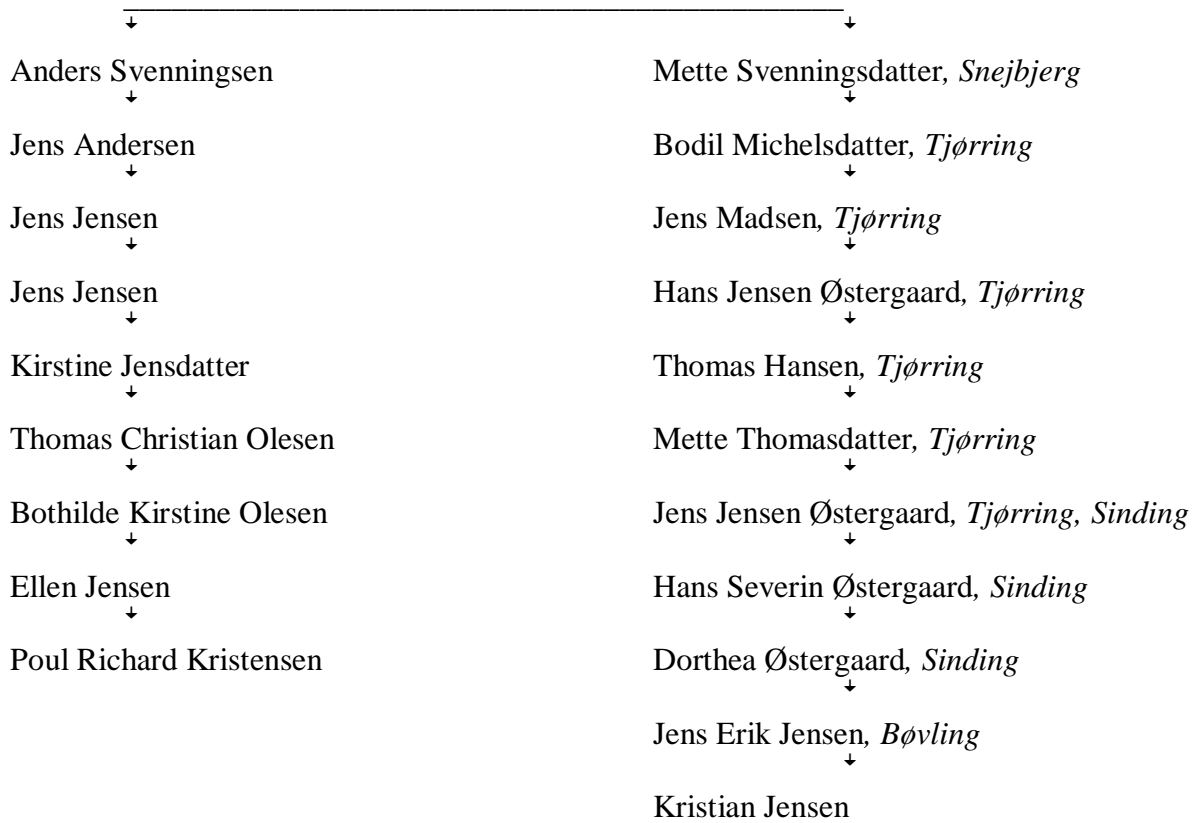 Anders Svenningsen Mette Svenningsdatter, Snejbjerg
Jens Andersen Bodil Michelsdatter, Tjørring
Jens Jensen Jens Madsen, Tjørring
Jens Jensen Hans Jensen Østergaard, Tjørring
Kirstine Jensdatter Thomas Hansen, Tjørring
Thomas Christian Olesen Mette Thomasdatter, Tjørring
Bothilde Kirstine Olesen Jens Jensen Østergaard, Tjørring, Sinding
Ellen Jensen Hans Severin Østergaard, Sinding
Poul Richard Kristensen Dorthea Østergaard, Sinding
Jens Erik Jensen, Bøvling
Kristian Jensen